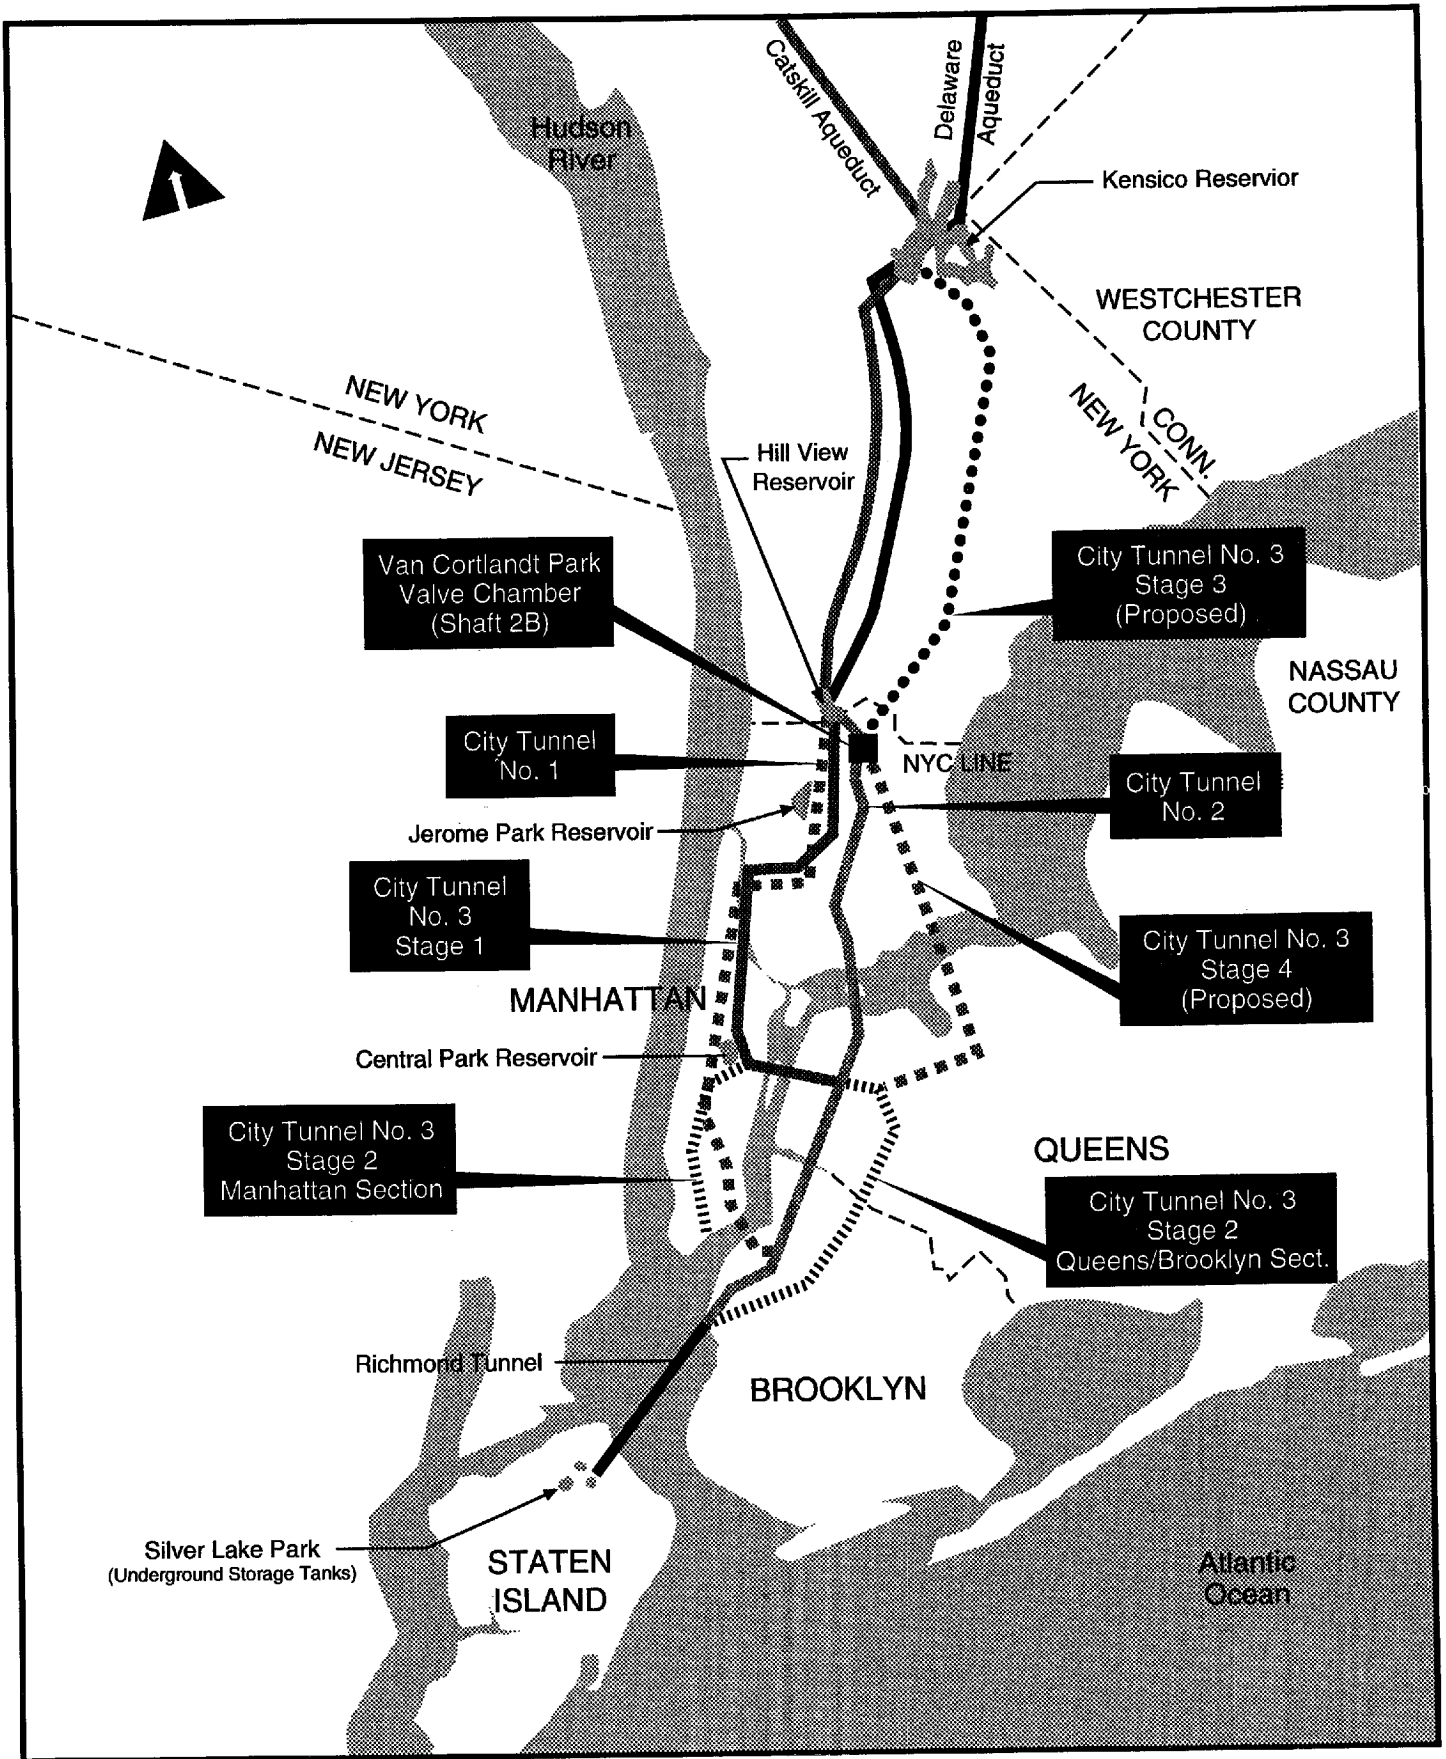 Catskill Aqueduct
Delaware
Aqueduct
Hudson
River
Kensico Reservior
WESTCHESTER
COUNTY
NEW YORK
NEW JERSEY
CONN.
NEW YORK
Hill View
Reservoir
Van Cortlandt Park
Valve Chamber
(Shaft 2B)
City Tunnel No. 3
Stage 3
(Proposed)
NASSAU
COUNTY
City Tunnel
No. 1
NYC LINE
City Tunnel
No. 2
Jerome Park Reservoir
City Tunnel
No. 3
Stage 1
City Tunnel No. 3
Stage 4
(Proposed)
MANHATTAN
Central Park Reservoir
City Tunnel No. 3
Stage 2
Manhattan Section
QUEENS
City Tunnel No. 3
Stage 2
Queens/Brooklyn Sect.
Richmond Tunnel
BROOKLYN
Silver Lake Park
(Underground Storage Tanks)
STATEN
ISLAND
Atlantic
Ocean